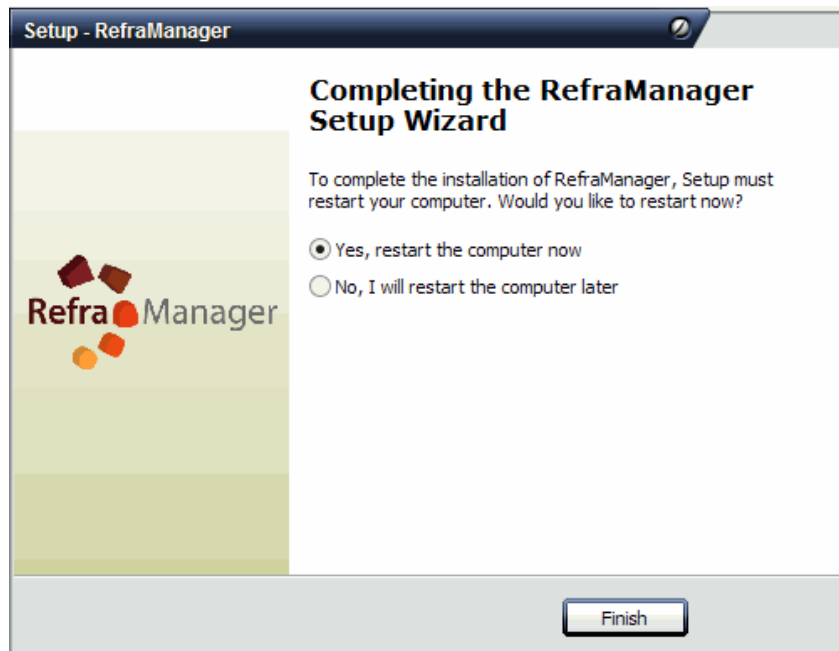 Setup - RefraManager
Completing the RefraManager
Setup Wizard
To complete the installation of RefraManager, Setup must
restart your computer. Would you like to restart now?
Yes, restart the computer now
No, I will restart the computer later
Refra Manager
Finish